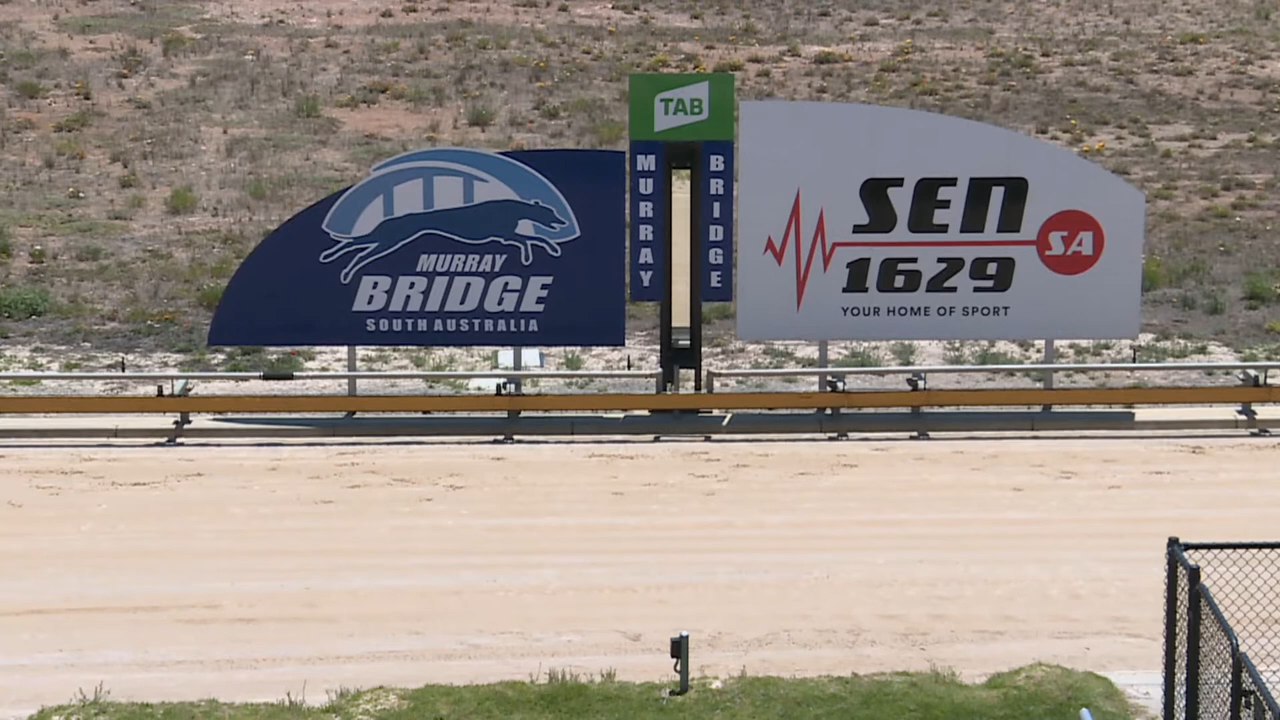 TAB
MURRAY
BRIDGE
MURRAY
BRIDGE
SOUTH AUSTRALIA
SEN
SA
1629
YOUR HOME OF SPORT